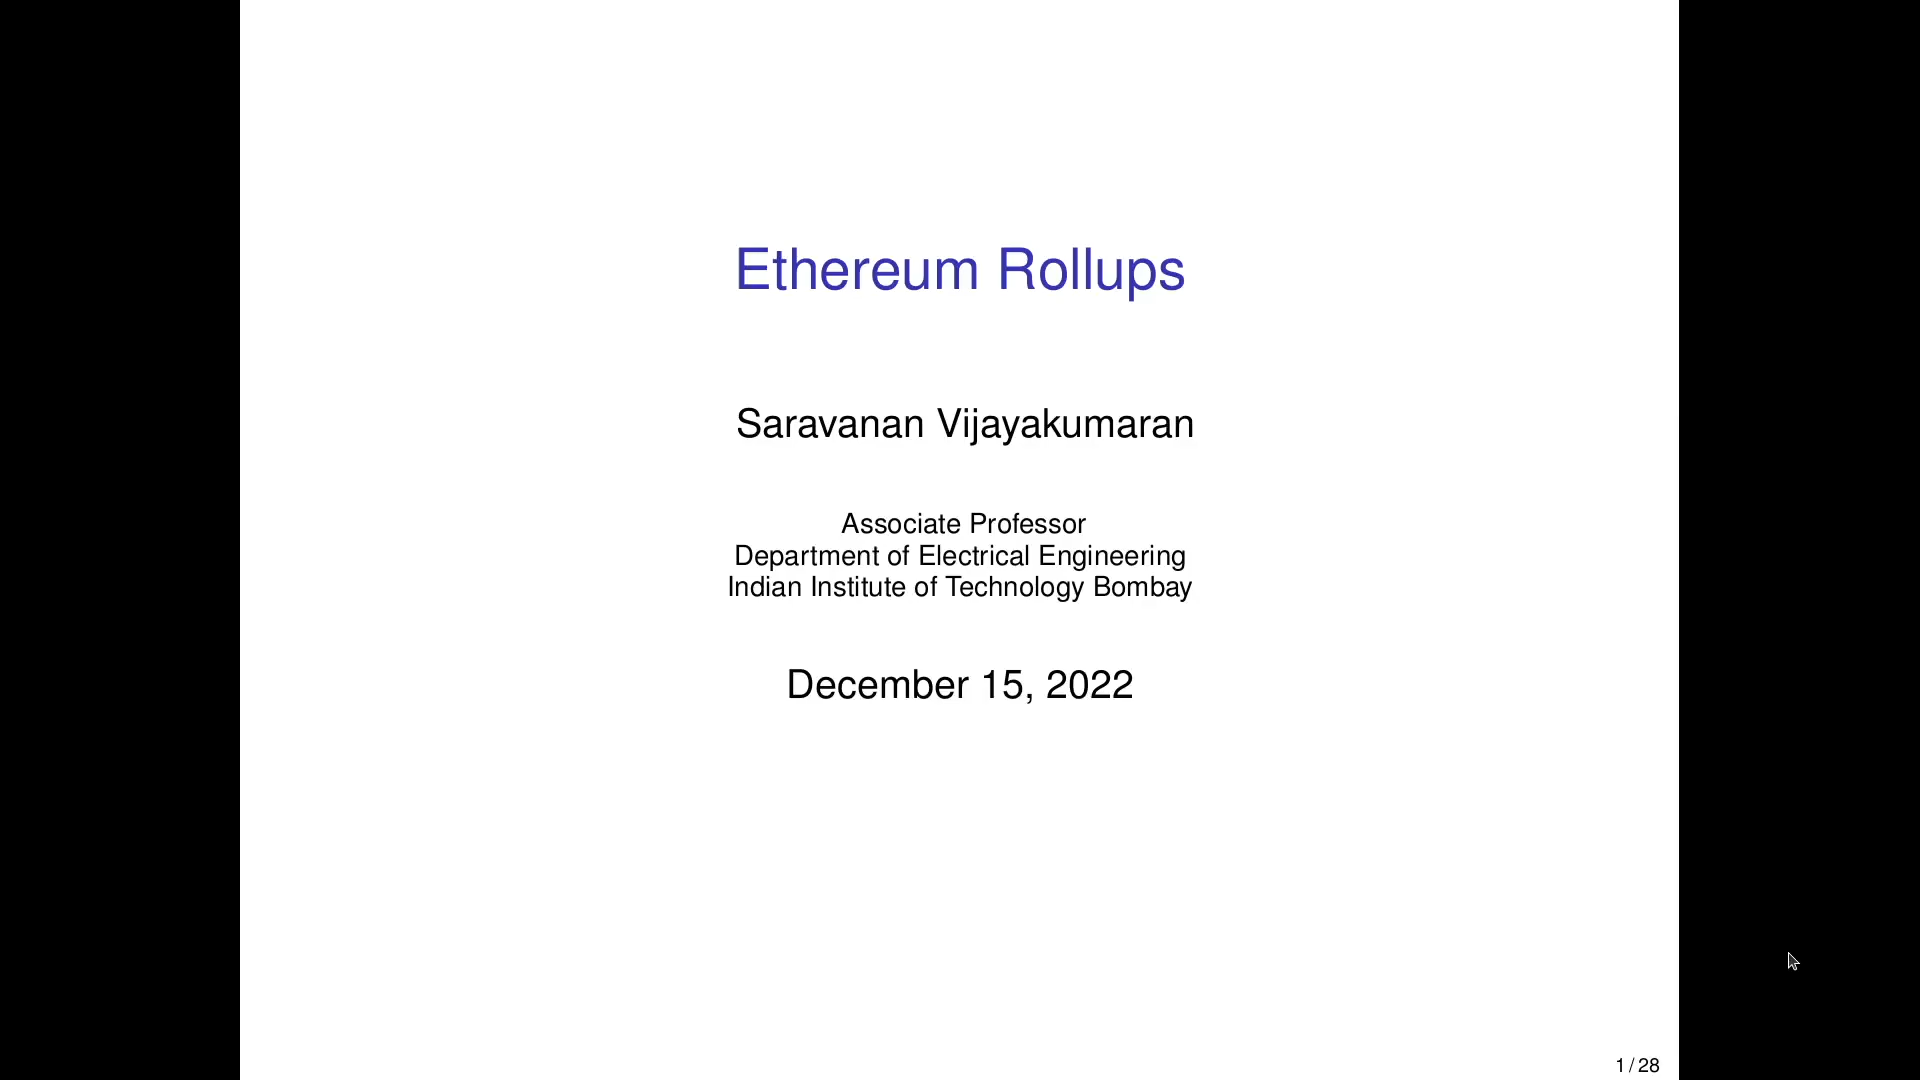 Ethereum Rollups
Saravanan Vijayakumaran
Associate Professor
Department of Electrical Engineering
Indian Institute of Technology Bombay
December 15, 2022
1 / 28